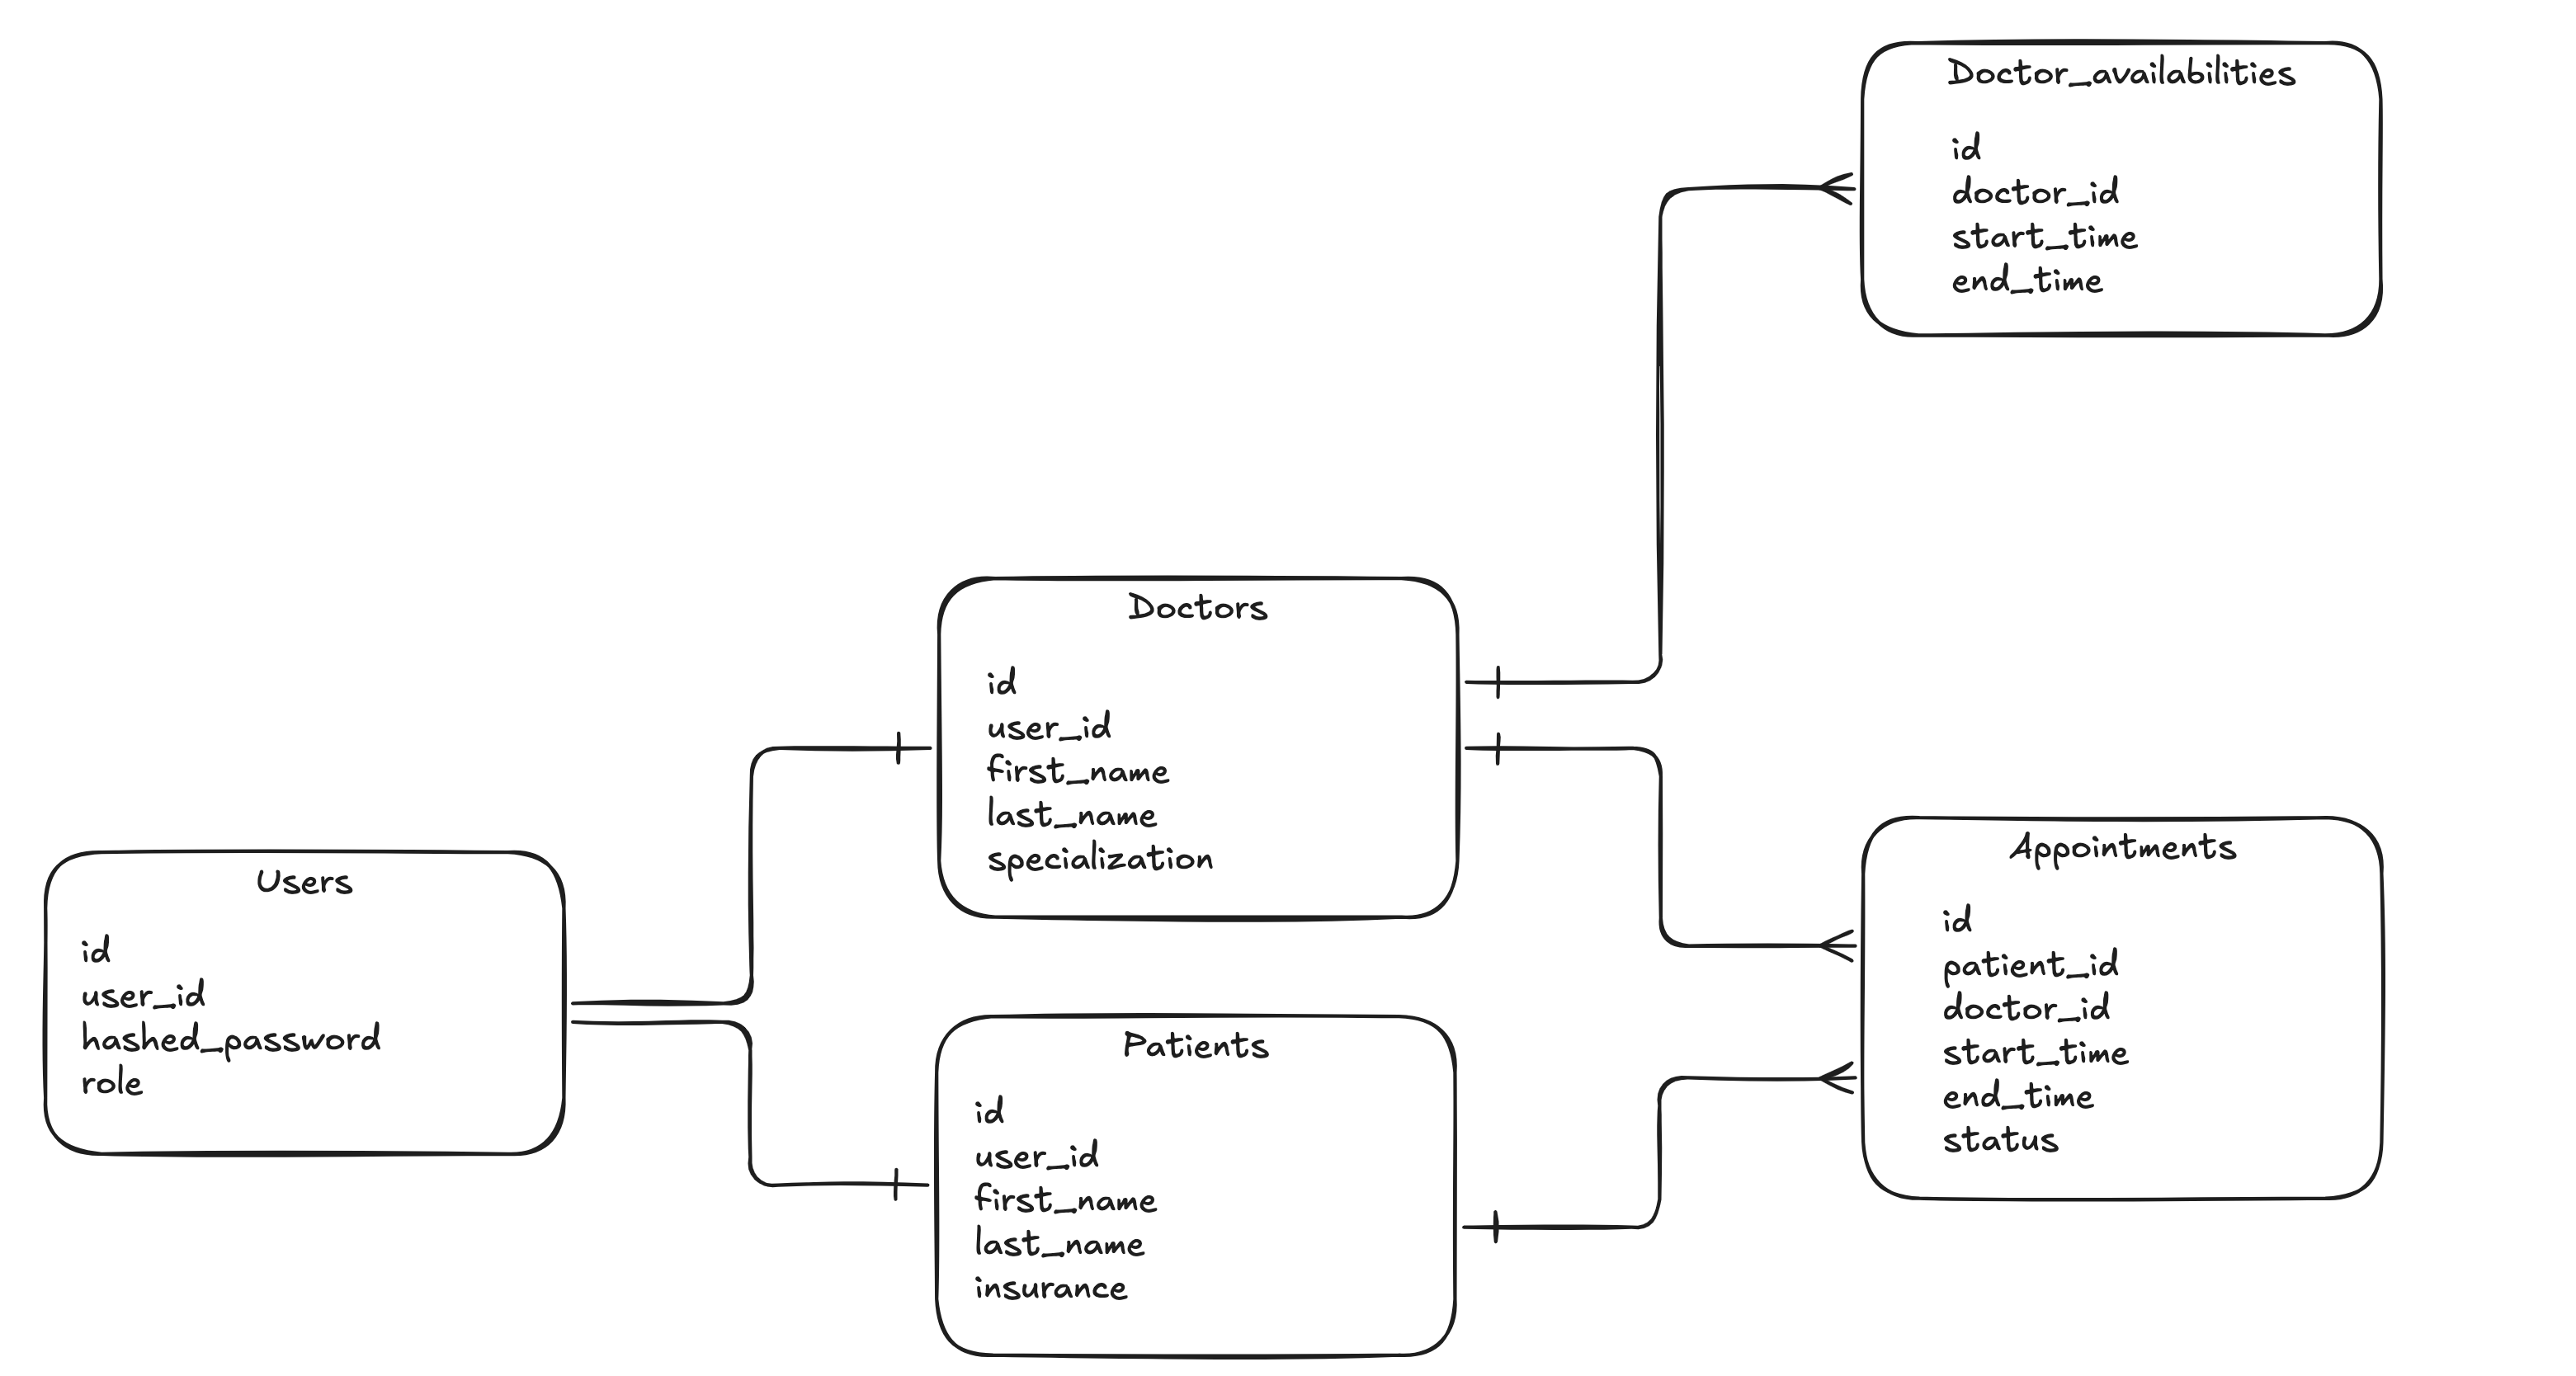 Doctor_availabilities
id
doctor_id
start_time
end_time
Doctors
id
user_id
first_name
last_name
specialization
Users
id
user_id
hashed_password
role
Appointments
id
patient_id
doctor_id
start_time
end_time
status
Patients
id
user_id
first_name
last_name
insurance